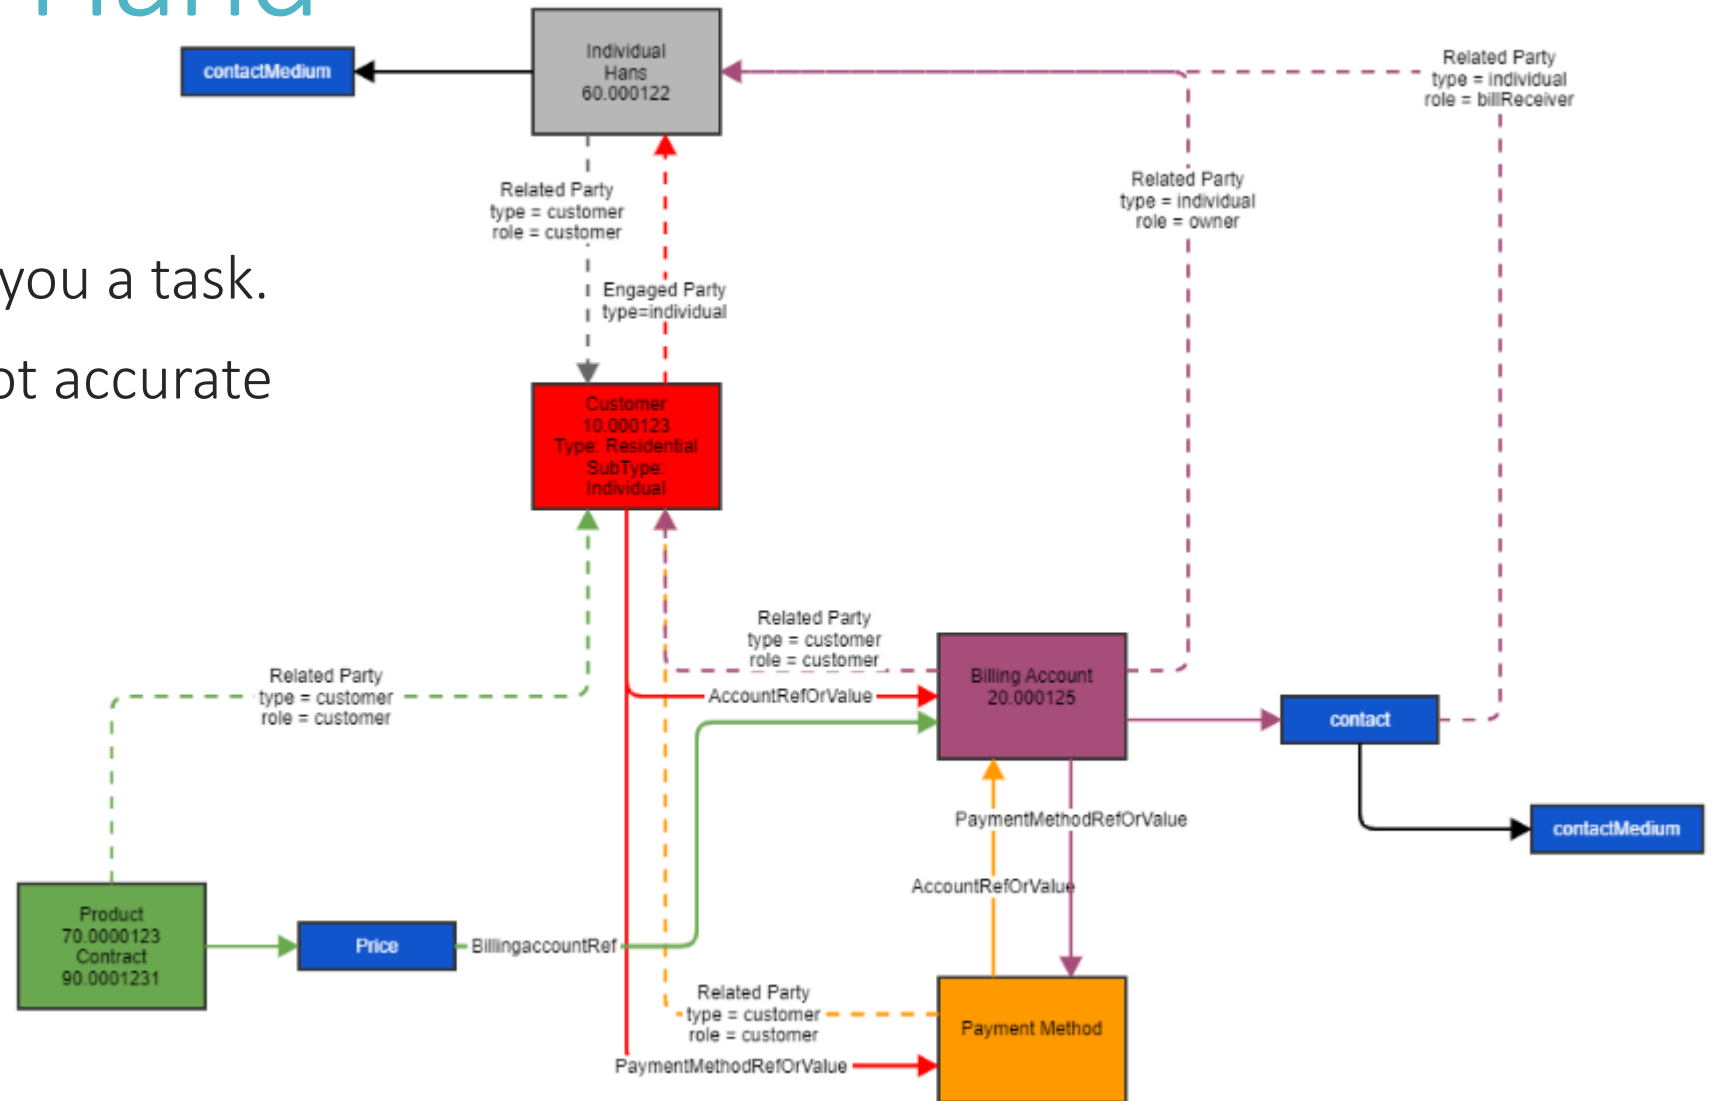 Hand
contactMedium
Individual
Hans
60.000122
Related Party
type = individual
role = billReceiver
Related Party
type = customer
role = customer
Related Party
type = individual
role = owner
you a task.
Engaged Party
type=individual
ot accurate
Customer
10.000123
Type: Residential
SubType:
Individual
Related Party
type = customer
role = customer
Related Party
type = customer
role = customer
AccountRefOrValue
Billing Account
20.000125
contact
PaymentMethodRefOrValue
contactMedium
AccountRefOrValue
Product
70.0000123
Contract
90.0001231
Price
BillingaccountRef
Related Party
type = customer
role = customer
Payment Method
PaymentMethodRefOrValue